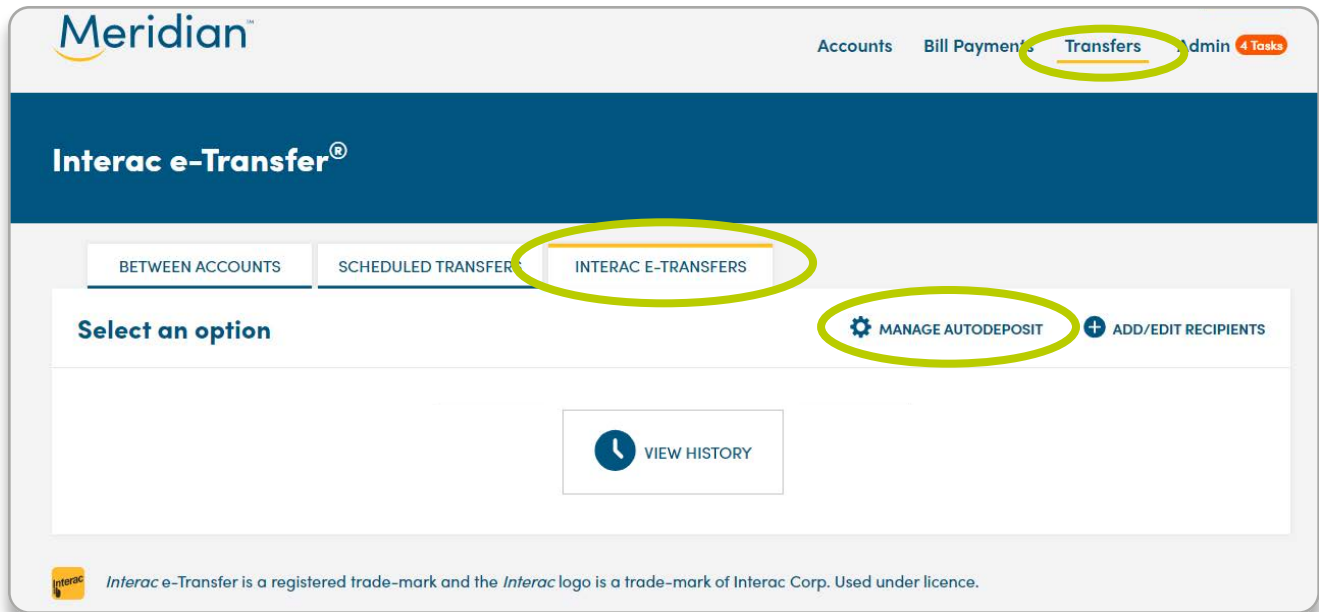 Meridian™
Accounts Bill Payments Transfers Admin 4 Tasks
Interac e-Transfer®
BETWEEN ACCOUNTS SCHEDULED TRANSFERS INTERAC E-TRANSFERS
Select an option MANAGE AUTODEPOSIT ADD/EDIT RECIPIENTS
VIEW HISTORY
Interac Interac e-Transfer is a registered trade-mark and the Interac logo is a trade-mark of Interac Corp. Used under licence.